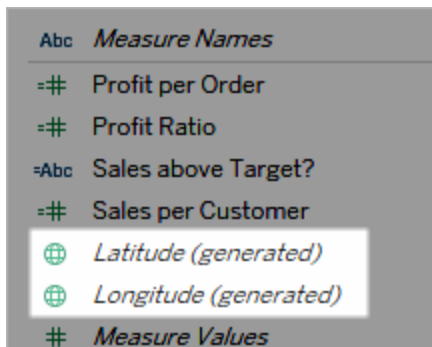 Abc Measure Names
=# Profit per Order
=# Profit Ratio
=Abc Sales above Target?
=# Sales per Customer
Latitude (generated)
Longitude (generated)
# Measure Values